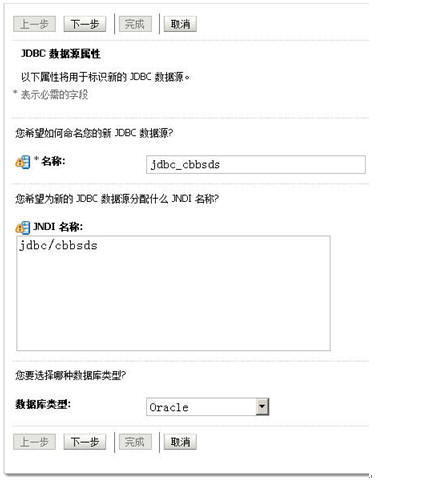 上一步 下一步 完成 取消
JDBC 数据源属性
以下属性将用于标识新的 JDBC 数据源。
* 表示必需的字段
您希望如何命名您的新 JDBC 数据源?
* 名称: jdbc_cbbsds
您希望为新的 JDBC 数据源分配什么 JNDI 名称?
JNDI 名称:
jdbc/cbbsds
您要选择哪种数据库类型?
数据库类型: Oracle
上一步 下一步 完成 取消